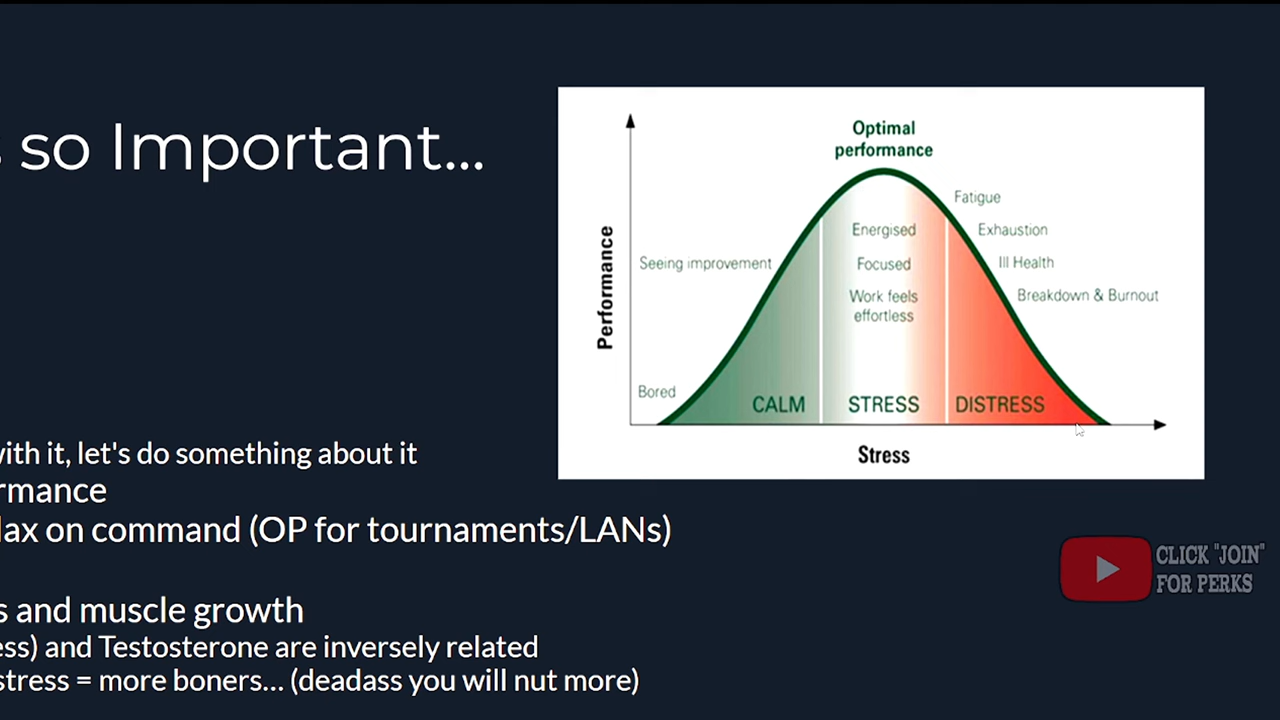 so Important...
Optimal
performance
Fatigue
Energised
Exhaustion
Seeing improvement
Focused
Ill Health
Work feels
effortless
Breakdown & Burnout
Performance
Bored
CALM
STRESS
DISTRESS
Stress
with it, let's do something about it
rmance
lax on command (OP for tournaments/LANs)
s and muscle growth
ess) and Testosterone are inversely related
stress = more boners... (deadass you will nut more)
CLICK "JOIN"
FOR PERKS